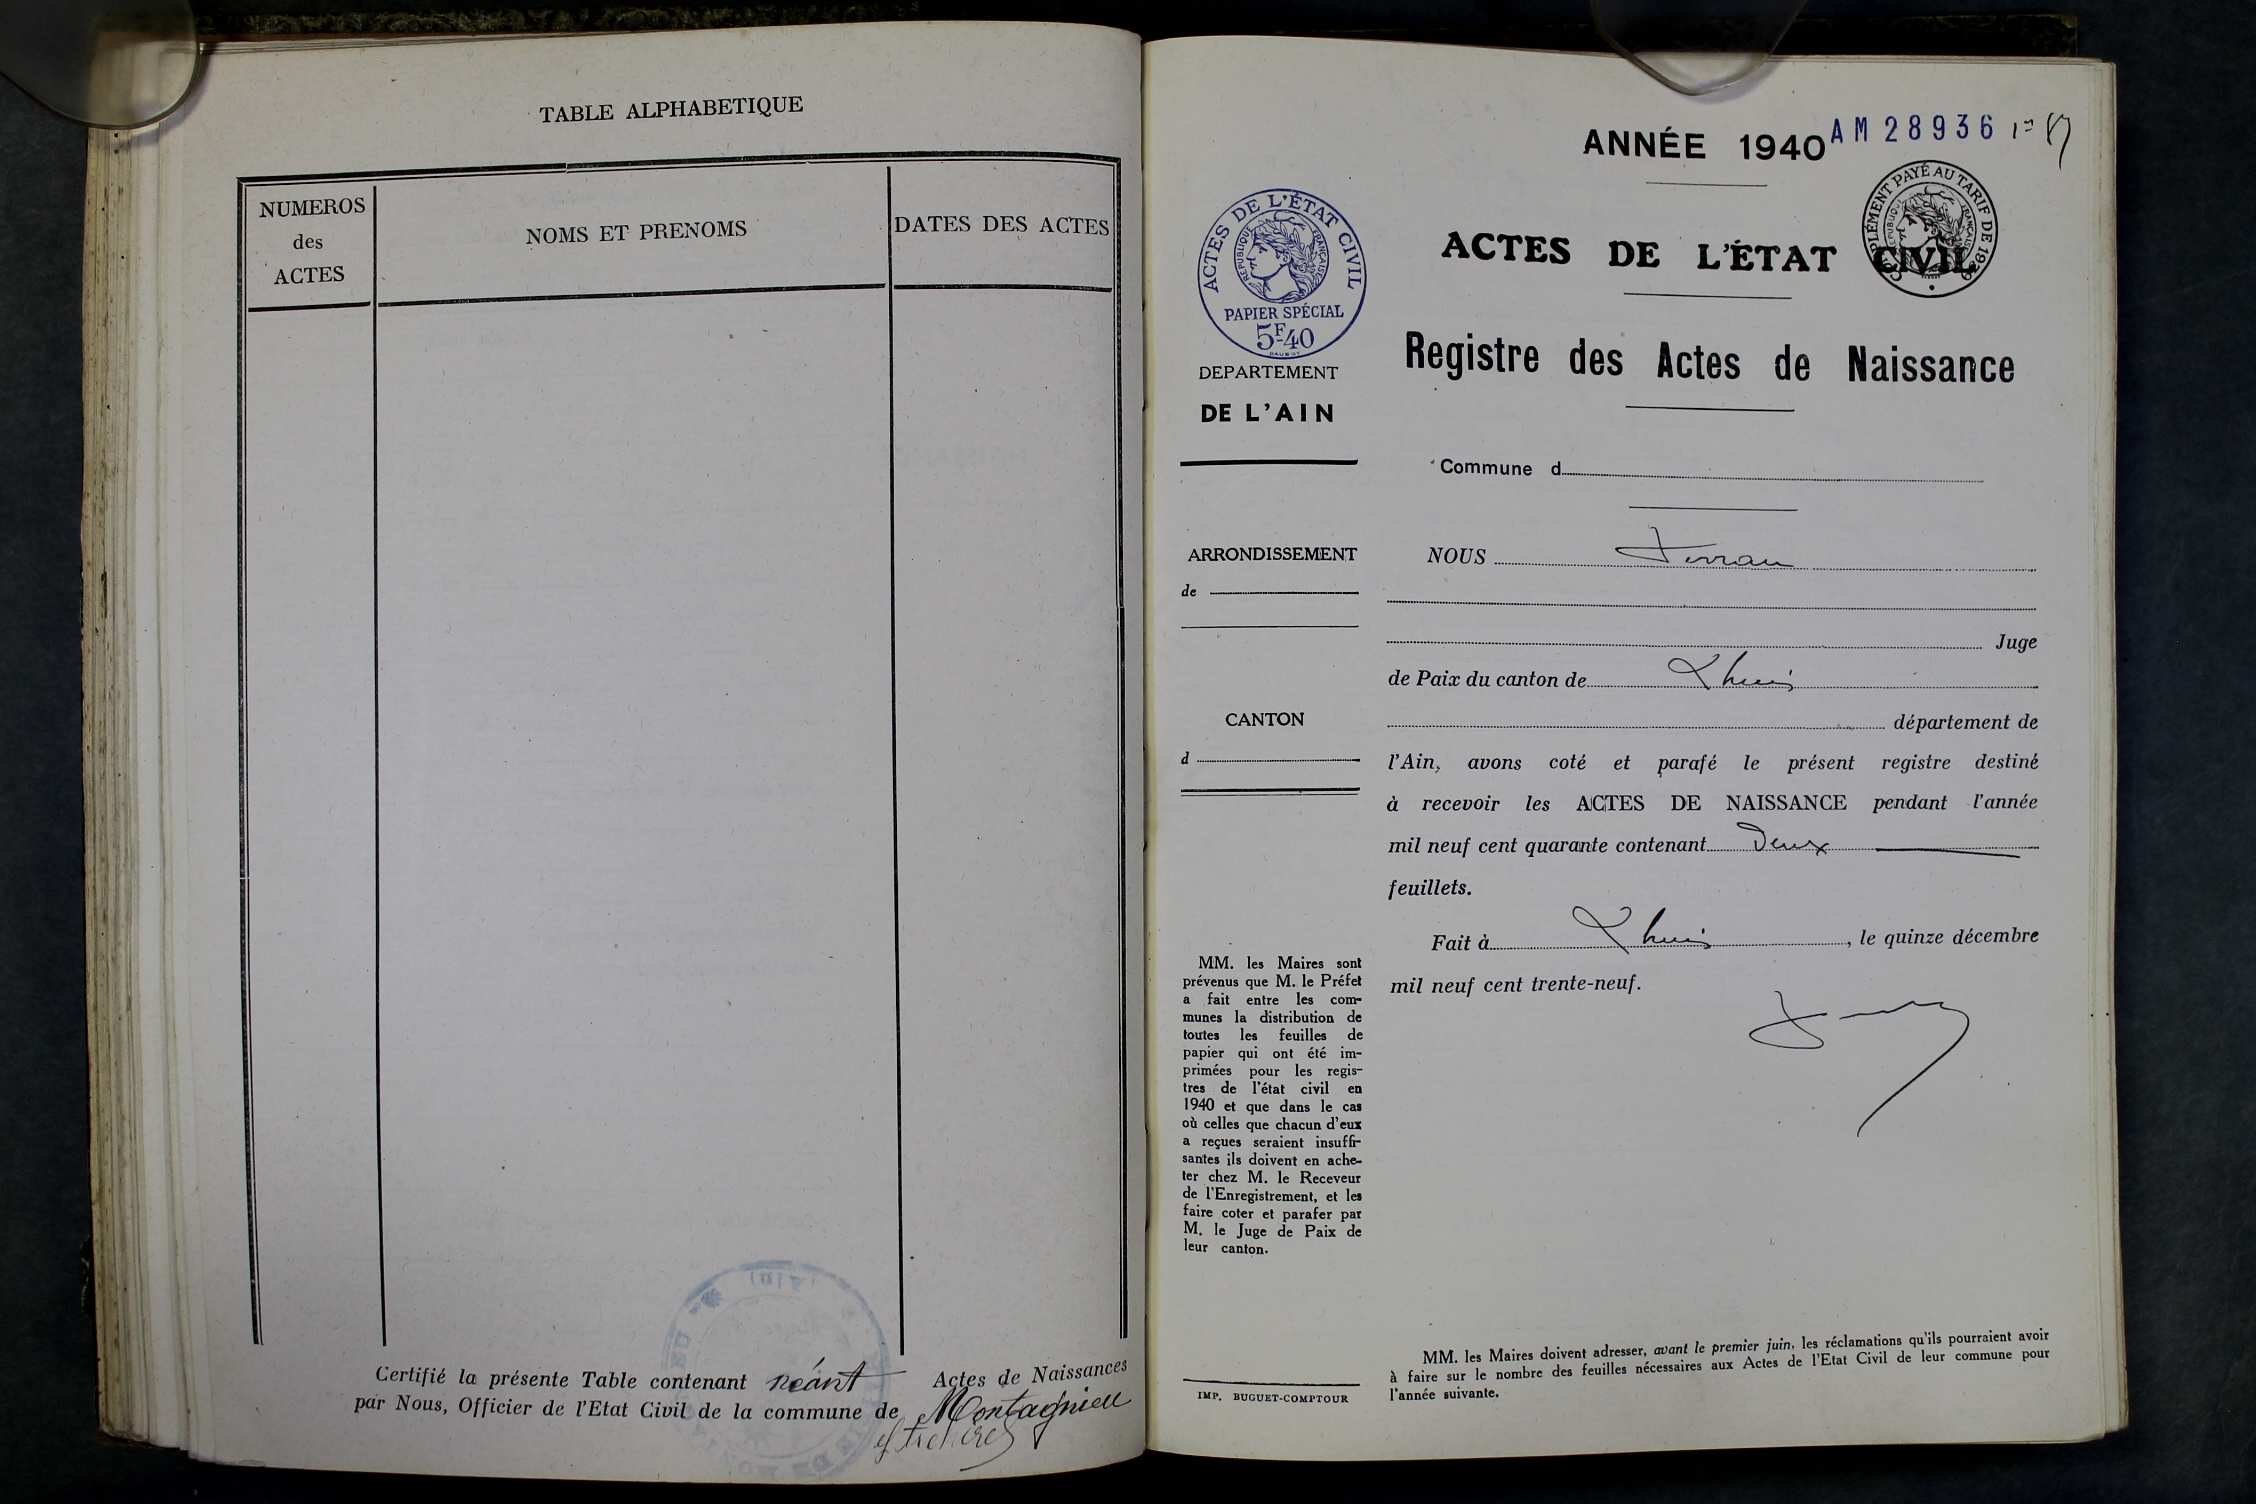 TABLE ALPHABETIQUE
NUMEROS
des
ACTES
NOMS ET PRENOMS
DATES DES ACTES
Certifié la présente Table contenant néant Actes de Naissances
par Nous, Officier de l'Etat Civil de la commune de Montagnieu
ANNÉE 1940
AM 28936
ACTES DE L'ÉTAT CIVIL
RÉPUBLIQUE FRANÇAISE
PAPIER SPÉCIAL
5F.40
COMPLÉMENT PAYÉ AU TARIF DE 1939
RÉPUBLIQUE FRANÇAISE
ACTES DE L'ÉTAT CIVIL
Registre des Actes de Naissance
DEPARTEMENT
DE L'AIN
Commune d
ARRONDISSEMENT
de
CANTON
d
NOUS
Juge
de Paix du canton de Lhuis
département de
l'Ain, avons coté et parafé le présent registre destiné
à recevoir les ACTES DE NAISSANCE pendant l'année
mil neuf cent quarante contenant Deux
feuillets.
Fait à Lhuis, le quinze décembre
mil neuf cent trente-neuf.
MM. les Maires sont
prévenus que M. le Préfet
a fait entre les com-
munes la distribution de
toutes les feuilles de
papier qui ont été im-
primées pour les regis-
tres de l'état civil en
1940 et que dans le cas
où celles que chacun d'eux
a reçues seraient insuffi-
santes ils doivent en ache-
ter chez M. le Receveur
de l'Enregistrement, et les
faire coter et parafer par
M. le Juge de Paix de
leur canton.
IMP. BUGUET-COMPTOUR
MM. les Maires doivent adresser, avant le premier juin, les réclamations qu'ils pourraient avoir
à faire sur le nombre des feuilles nécessaires aux Actes de l'Etat Civil de leur commune pour
l'année suivante.